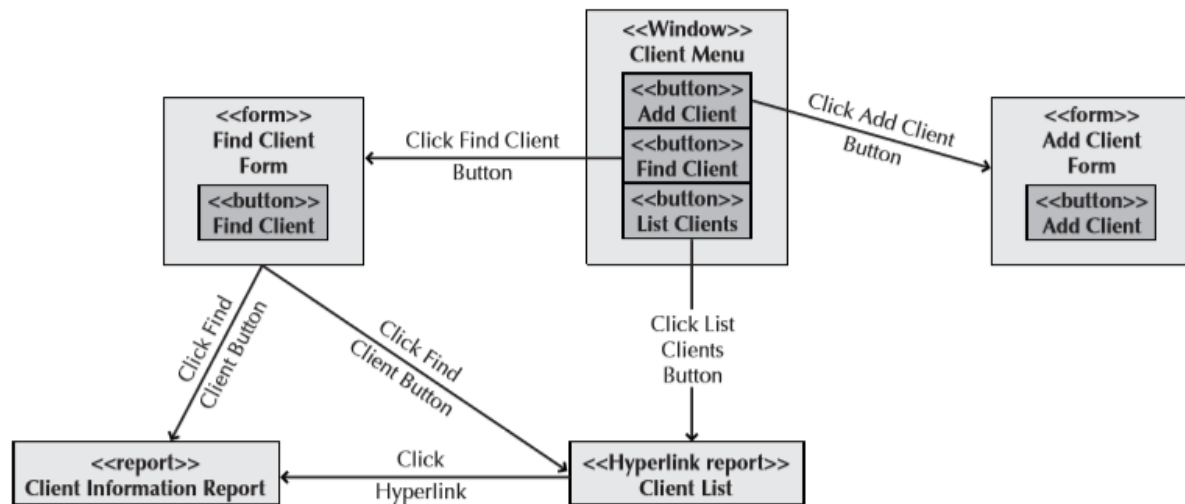 <<Window>>
Client Menu
<<button>>
Add Client
<<button>>
Find Client
<<button>>
List Clients
<<form>>
Find Client
Form
<<button>>
Find Client
Click Find Client
Button
Click Add Client
Button
<<form>>
Add Client
Form
<<button>>
Add Client
Click Find
Client Button
Click Find
Client Button
Click List
Clients
Button
<<report>>
Client Information Report
Click
Hyperlink
<<Hyperlink report>>
Client List